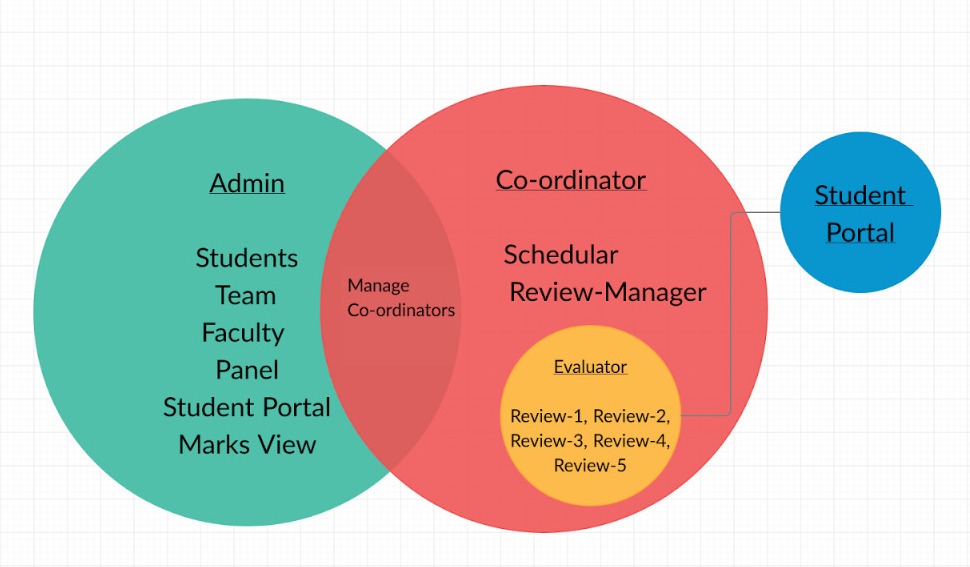 Admin
Students
Team
Faculty
Panel
Student Portal
Marks View
Manage
Co-ordinators
Co-ordinator
Schedular
Review-Manager
Evaluator
Review-1, Review-2,
Review-3, Review-4,
Review-5
Student
Portal